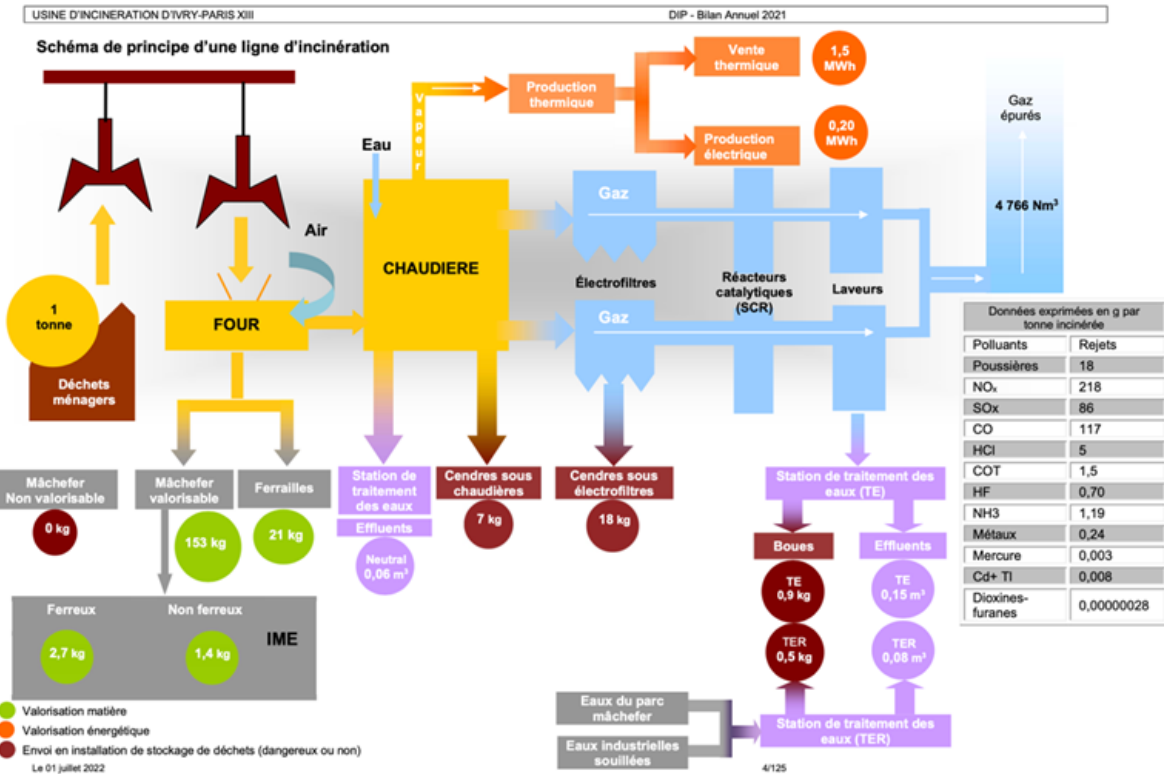 USINE D'INCINERATION D'IVRY-PARIS XIII
DIP - Bilan Annuel 2021
Schéma de principe d'une ligne d'incinération
Vapeur
Production
thermique
Vente
thermique
1,5
MWh
Production
électrique
0,20
MWh
Gaz
épurés
4 766 Nm³
Eau
Air
1
tonne
Déchets
ménagers
FOUR
CHAUDIERE
Gaz
Électrofiltres
Gaz
Réacteurs
catalytiques
(SCR)
Laveurs
Données exprimées en g par
tonne incinérée
Polluants Rejets
Poussières 18
NOₓ 218
SOx 86
CO 117
HCl 5
COT 1,5
HF 0,70
NH3 1,19
Métaux 0,24
Mercure 0,003
Cd+ Tl 0,008
Dioxines-
furanes 0,00000028
Mâchefer
Non valorisable
0 kg
Mâchefer
valorisable
153 kg
Ferrailles
21 kg
Station de
traitement
des eaux
Effluents
Neutral
0,06 m³
Cendres sous
chaudières
7 kg
Cendres sous
électrofiltres
18 kg
Station de traitement des
eaux (TE)
Boues
TE
0,9 kg
TER
0,5 kg
Effluents
TE
0,15 m³
TER
0,08 m³
Ferreux
2,7 kg
Non ferreux
1,4 kg
IME
Eaux du parc
mâchefer
Eaux industrielles
souillées
Station de traitement des
eaux (TER)
Valorisation matière
Valorisation énergétique
Envoi en installation de stockage de déchets (dangereux ou non)
Le 01 juillet 2022
4/125